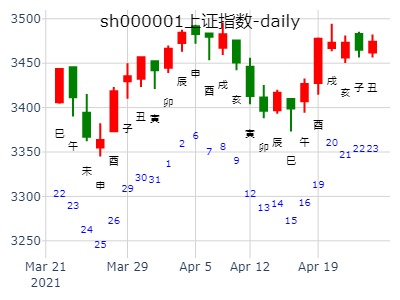 sh000001上证指数-daily
3500
3450
3400
3350
3300
3250
巳
午
未
申
酉
子
丑
寅
卯
辰
申
酉
戌
亥
寅
卯
辰
巳
午
酉
戌
亥
子
丑
22
23
24
25
26
29
30
31
1
2
6
7
8
9
12
13
14
15
16
19
20
21
22
23
Mar 21
2021
Mar 29
Apr 5
Apr 12
Apr 19